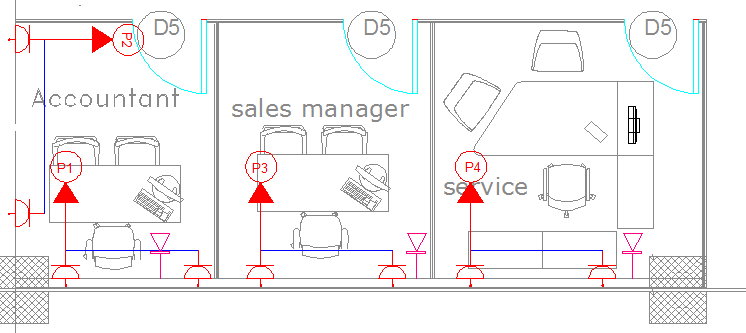 D5
D5
D5
P2
Accountant
sales manager
P1
P3
P4
service